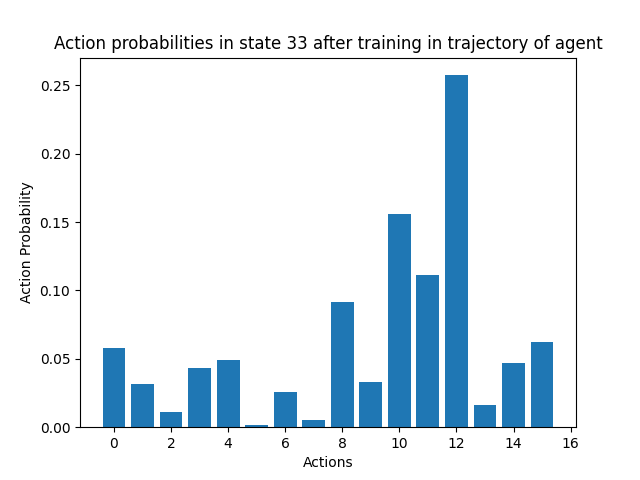 Action probabilities in state 33 after training in trajectory of agent
0.25
0.20
0.15
0.10
0.05
0.00
Action Probability
0 2 4 6 8 10 12 14 16
Actions